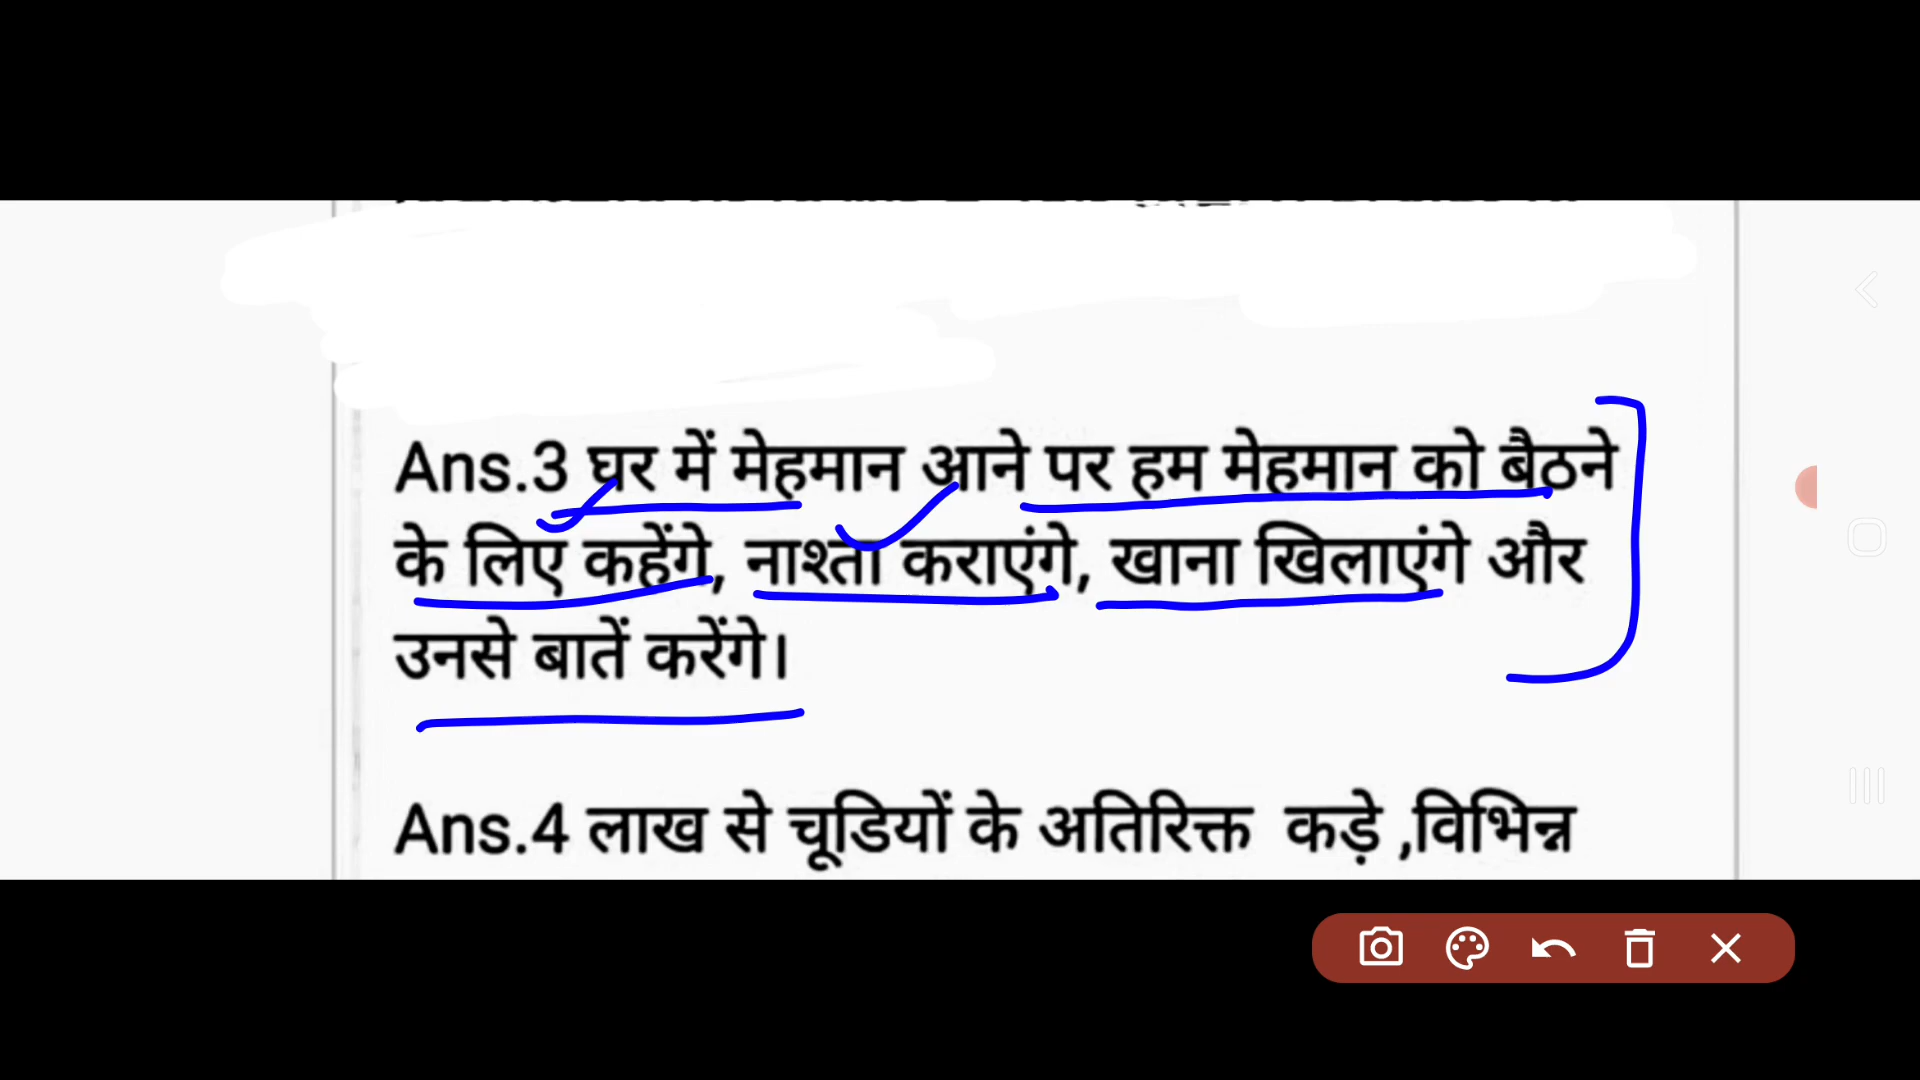 Ans.3 घर में मेहमान आने पर हम मेहमान को बैठने
के लिए कहेंगे, नाश्ता कराएंगे, खाना खिलाएंगे और
उनसे बातें करेंगे।
Ans.4 लाख से चूडियों के अतिरिक्त कड़े ,विभिन्न